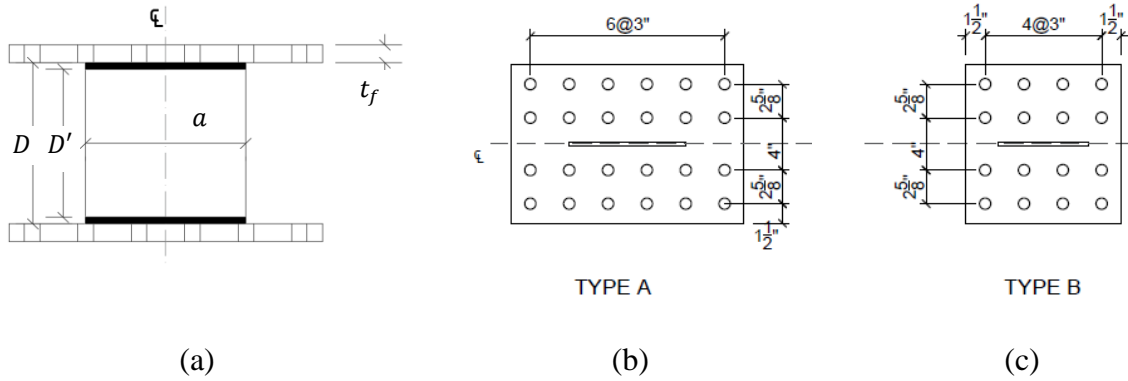 ℄
t_f
a
D
D′
(a)
6@3"
2 5/8"
4"
2 5/8"
1 1/2"
℄
TYPE A
(b)
1 1/2"
4@3"
1 1/2"
2 5/8"
4"
2 5/8"
℄
TYPE B
(c)